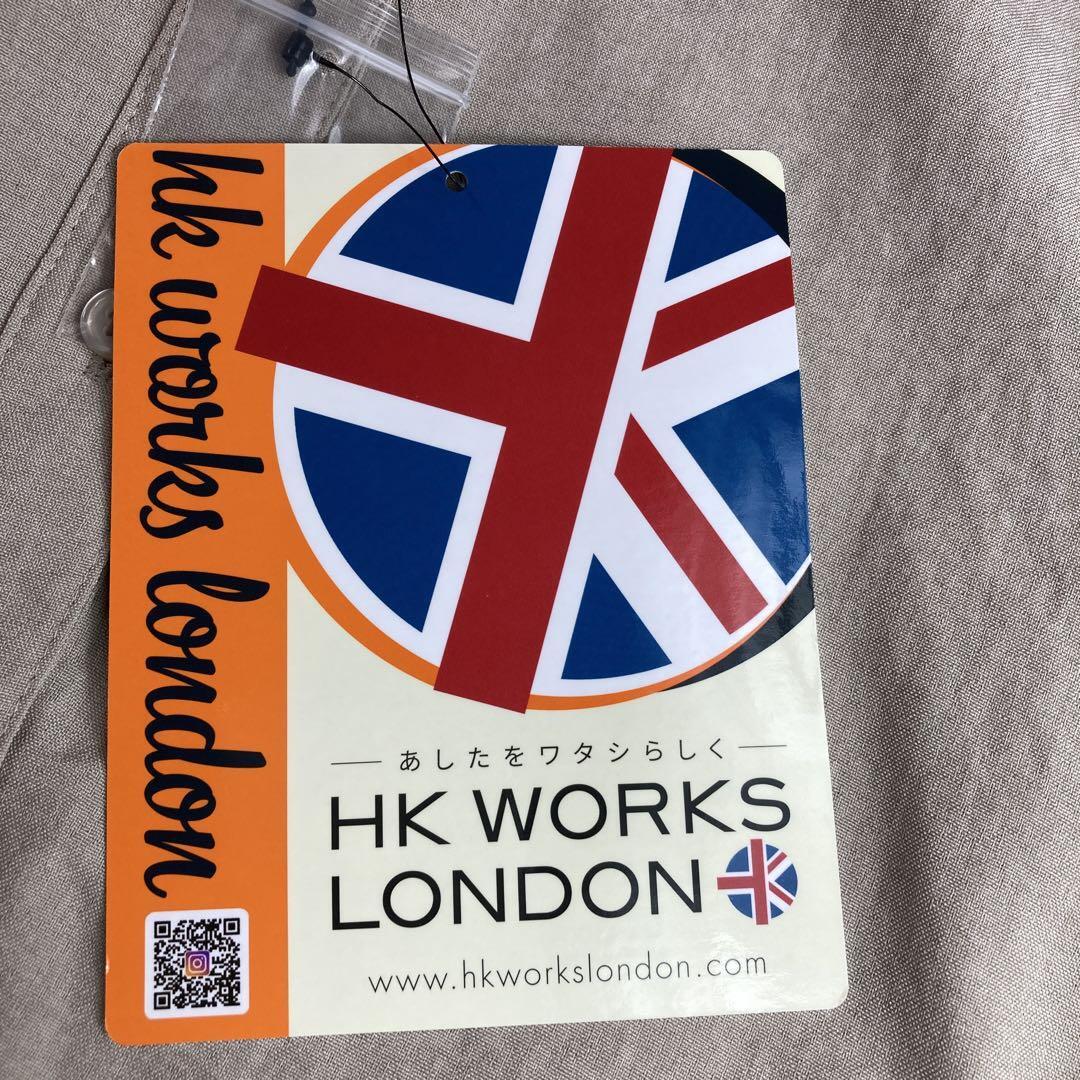 hk works london
あしたをワタシらしく
HK WORKS
LONDON
www.hkworkslondon.com